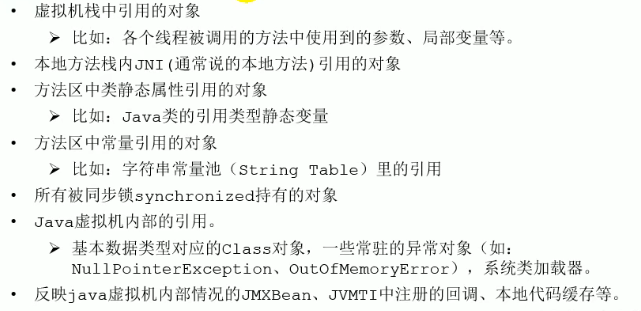 • 虚拟机栈中引用的对象
➢ 比如：各个线程被调用的方法中使用到的参数、局部变量等。
• 本地方法栈内JNI(通常说的本地方法)引用的对象
• 方法区中类静态属性引用的对象
➢ 比如：Java类的引用类型静态变量
• 方法区中常量引用的对象
➢ 比如：字符串常量池（String Table）里的引用
• 所有被同步锁synchronized持有的对象
• Java虚拟机内部的引用。
➢ 基本数据类型对应的Class对象，一些常驻的异常对象（如：
NullPointerException、OutOfMemoryError），系统类加载器。
• 反映java虚拟机内部情况的JMXBean、JVMTI中注册的回调、本地代码缓存等。